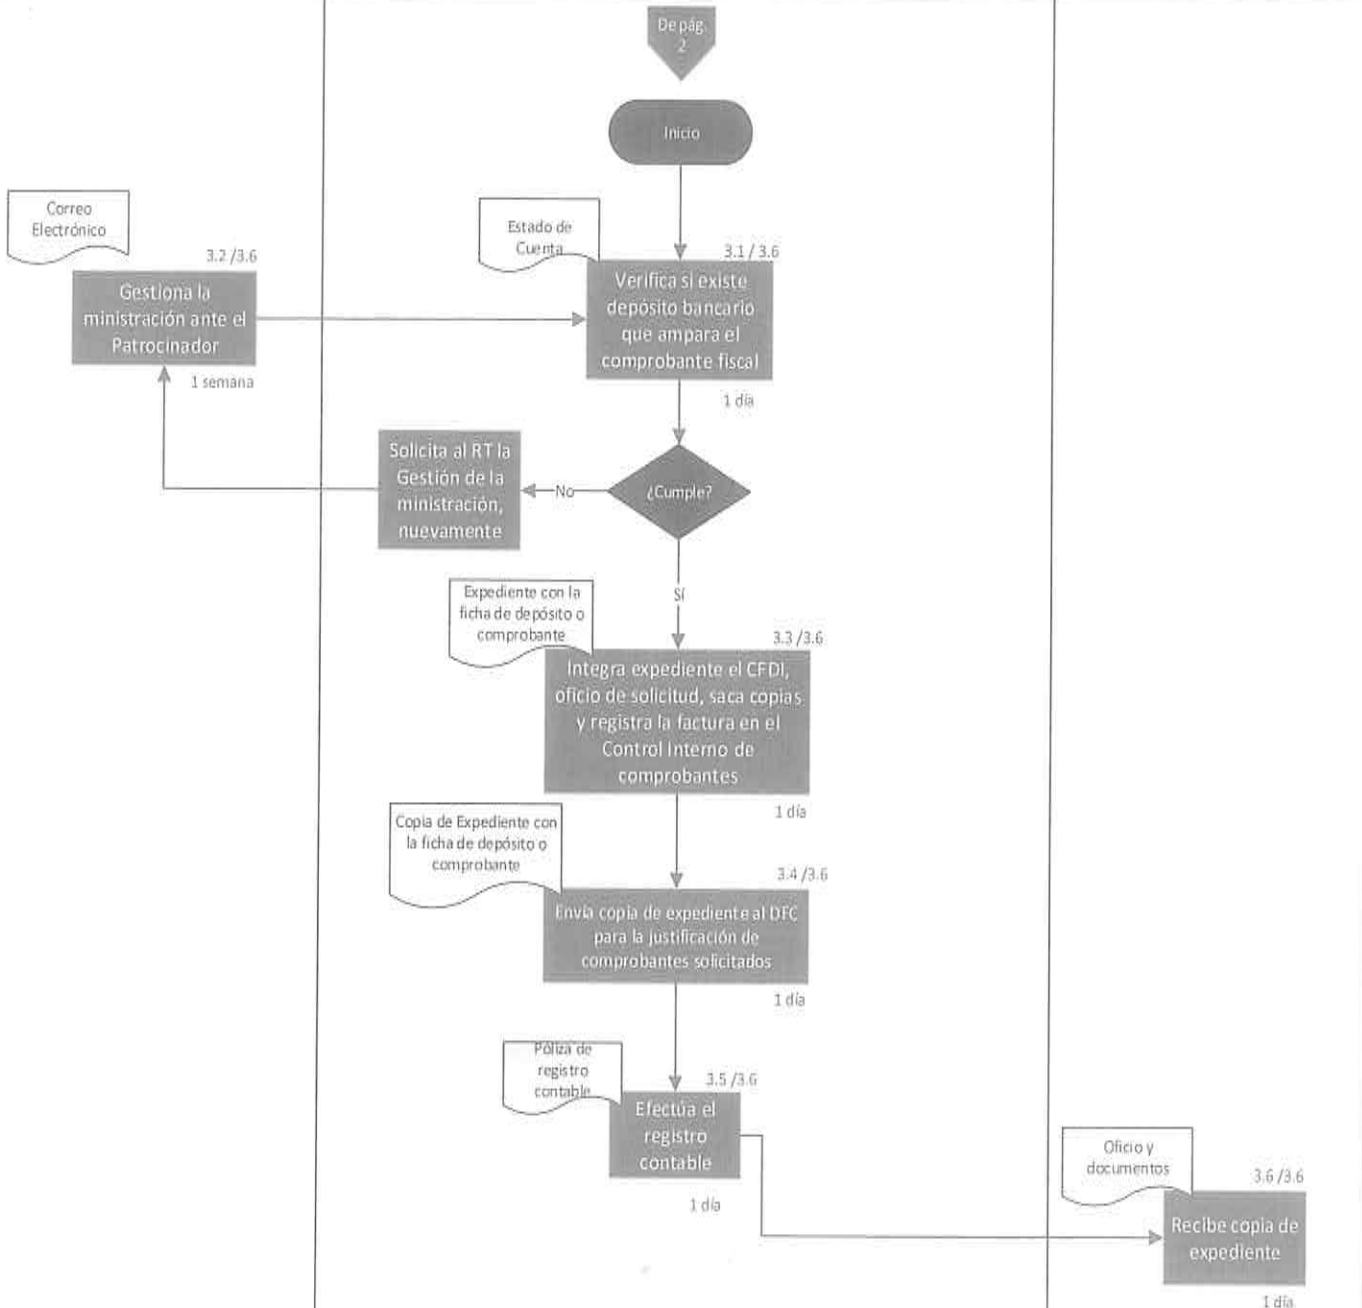 De pág.
2
Inicio
Correo
Electrónico
3.2 /3.6
Gestiona la
ministración ante el
Patrocinador
1 semana
Estado de
Cuenta
3.1 / 3.6
Verifica si existe
depósito bancario
que ampara el
comprobante fiscal
1 día
Solicita al RT la
Gestión de la
ministración,
nuevamente
No
¿Cumple?
Sí
Expediente con la
ficha de depósito o
comprobante
3.3 /3.6
Integra expediente el CFDI,
oficio de solicitud, saca copias
y registra la factura en el
Control Interno de
comprobantes
1 día
Copia de Expediente con
la ficha de depósito o
comprobante
3.4 /3.6
Envía copia de expediente al DFC
para la justificación de
comprobantes solicitados
1 día
Póliza de
registro
contable
3.5 /3.6
Efectúa el
registro
contable
1 día
Oficio y
documentos
3.6 /3.6
Recibe copia de
expediente
1 día